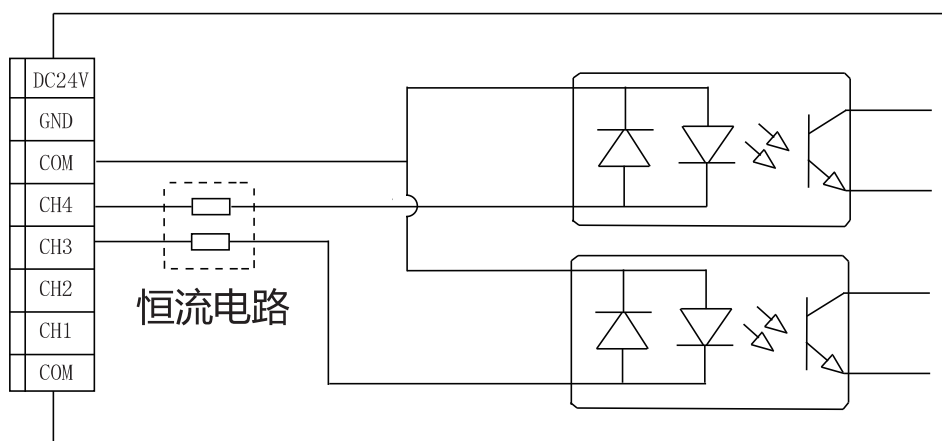 DC24V
GND
COM
CH4
CH3
CH2
CH1
COM
恒流电路